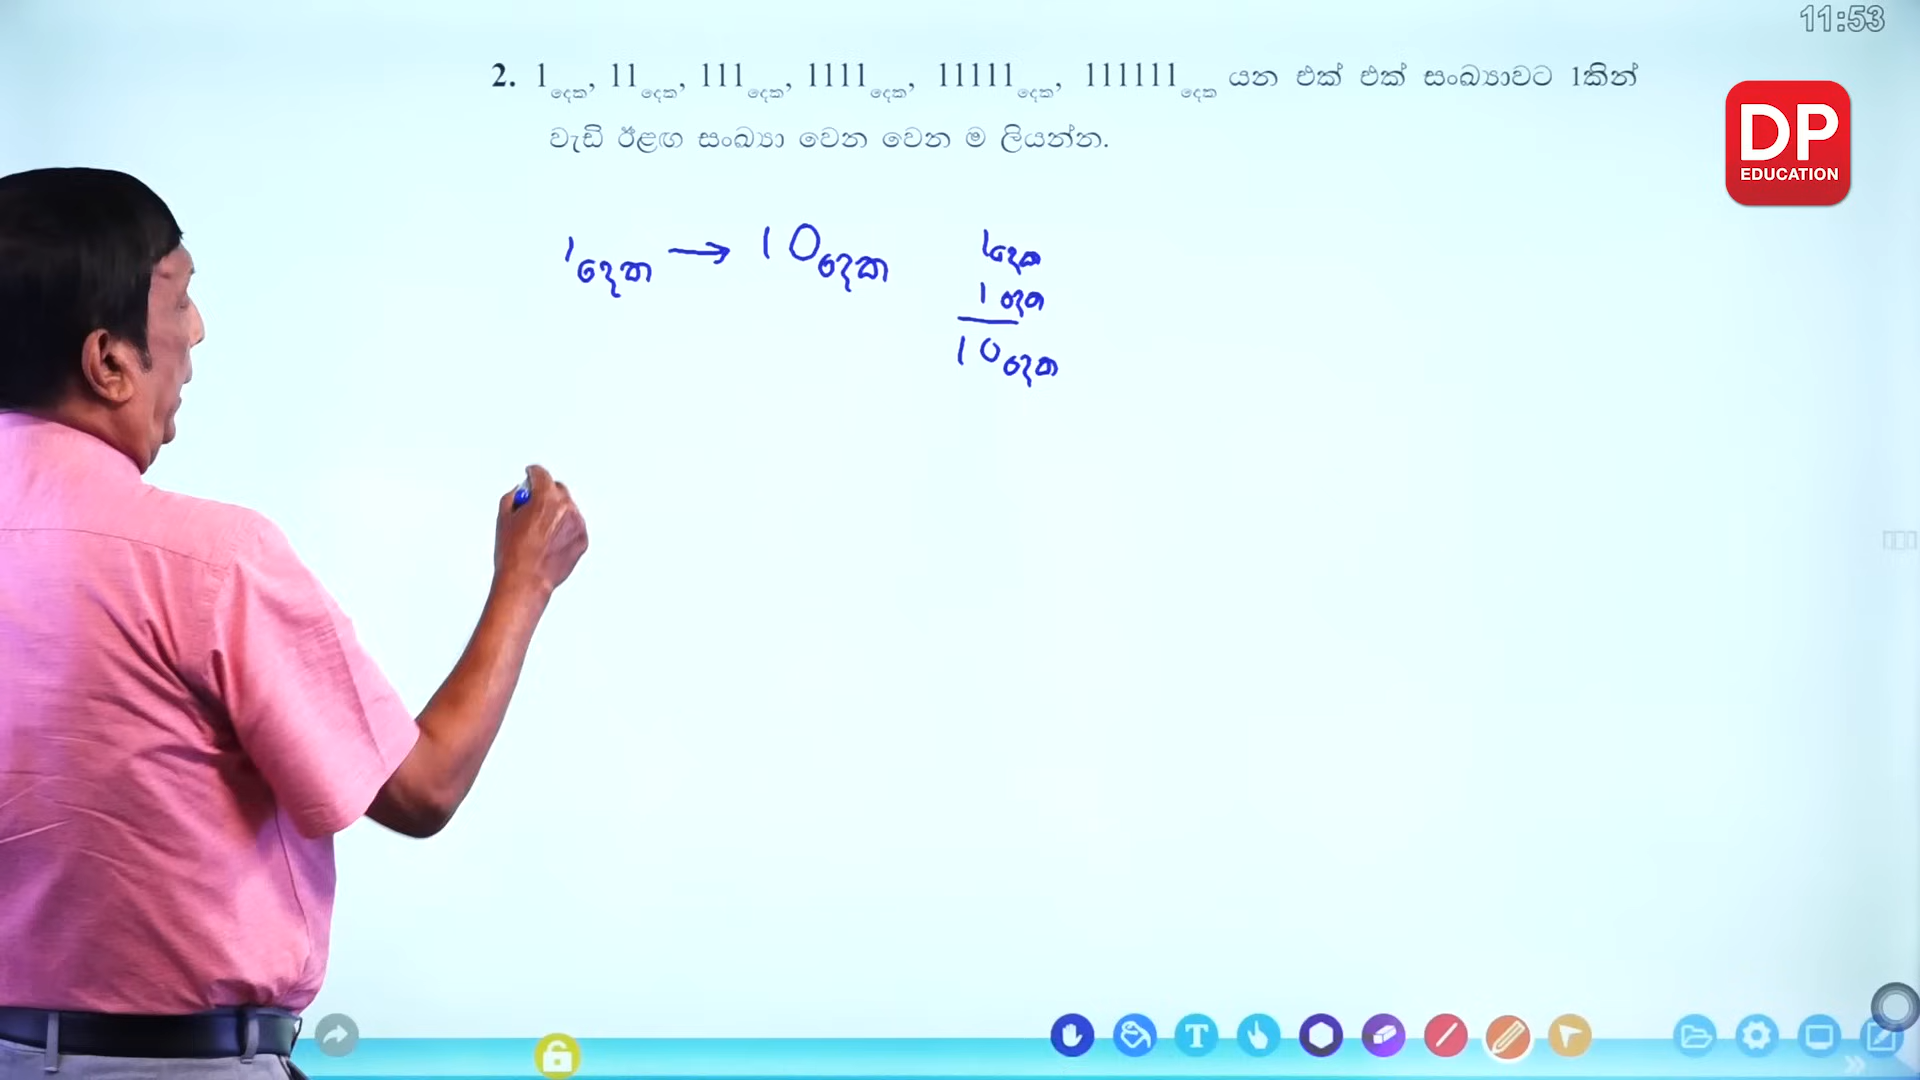 11:53
2. 1දෙක, 11දෙක, 111දෙක, 1111දෙක, 11111දෙක, 111111දෙක යන එක් එක් සංඛ්‍යාවට 1කින්
වැඩි ඊළඟ සංඛ්‍යා වෙන වෙන ම ලියන්න.
DP
EDUCATION
1දෙක → 10දෙක
1දෙක
1දෙක
10දෙක
T